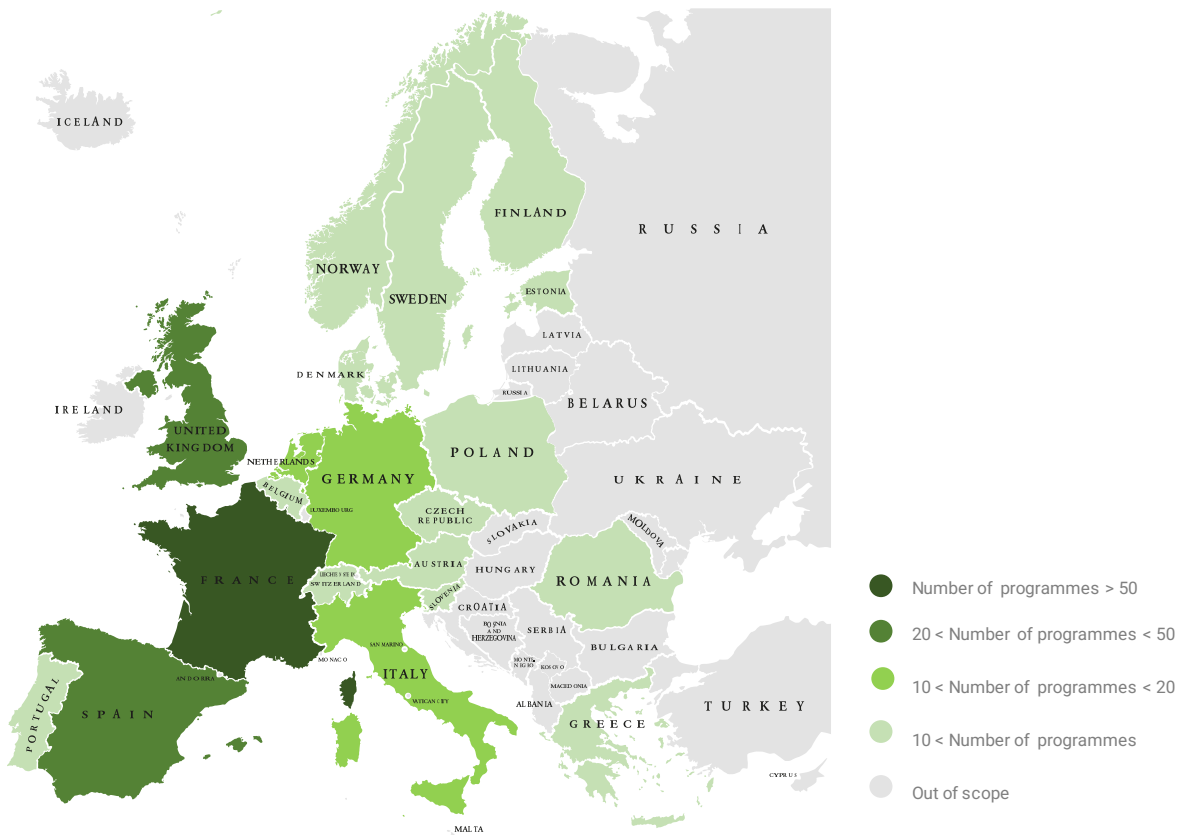 ICELAND
RUSSIA
FINLAND
NORWAY
SWEDEN
ESTONIA
LATVIA
DENMARK
LITHUANIA
RUSSIA
IRELAND
BELARUS
UNITED
KINGDOM
POLAND
NETHERLANDS
GERMANY
UKRAINE
BELGIUM
LUXEMBOURG
CZECH
REPUBLIC
SLOVAKIA
MOLDOVA
AUSTRIA
HUNGARY
FRANCE
SWITZERLAND
ROMANIA
SLOVENIA
CROATIA
BOSNIA
AND
HERZEGOVINA
SERBIA
SAN MARINO
BULGARIA
MONACO
MONTE
NEGRO
KOSOVO
ANDORRA
ITALY
MACEDONIA
VATICAN CITY
ALBANIA
PORTUGAL
SPAIN
GREECE
TURKEY
CYPRUS
MALTA
Number of programmes > 50
20 < Number of programmes < 50
10 < Number of programmes < 20
10 < Number of programmes
Out of scope